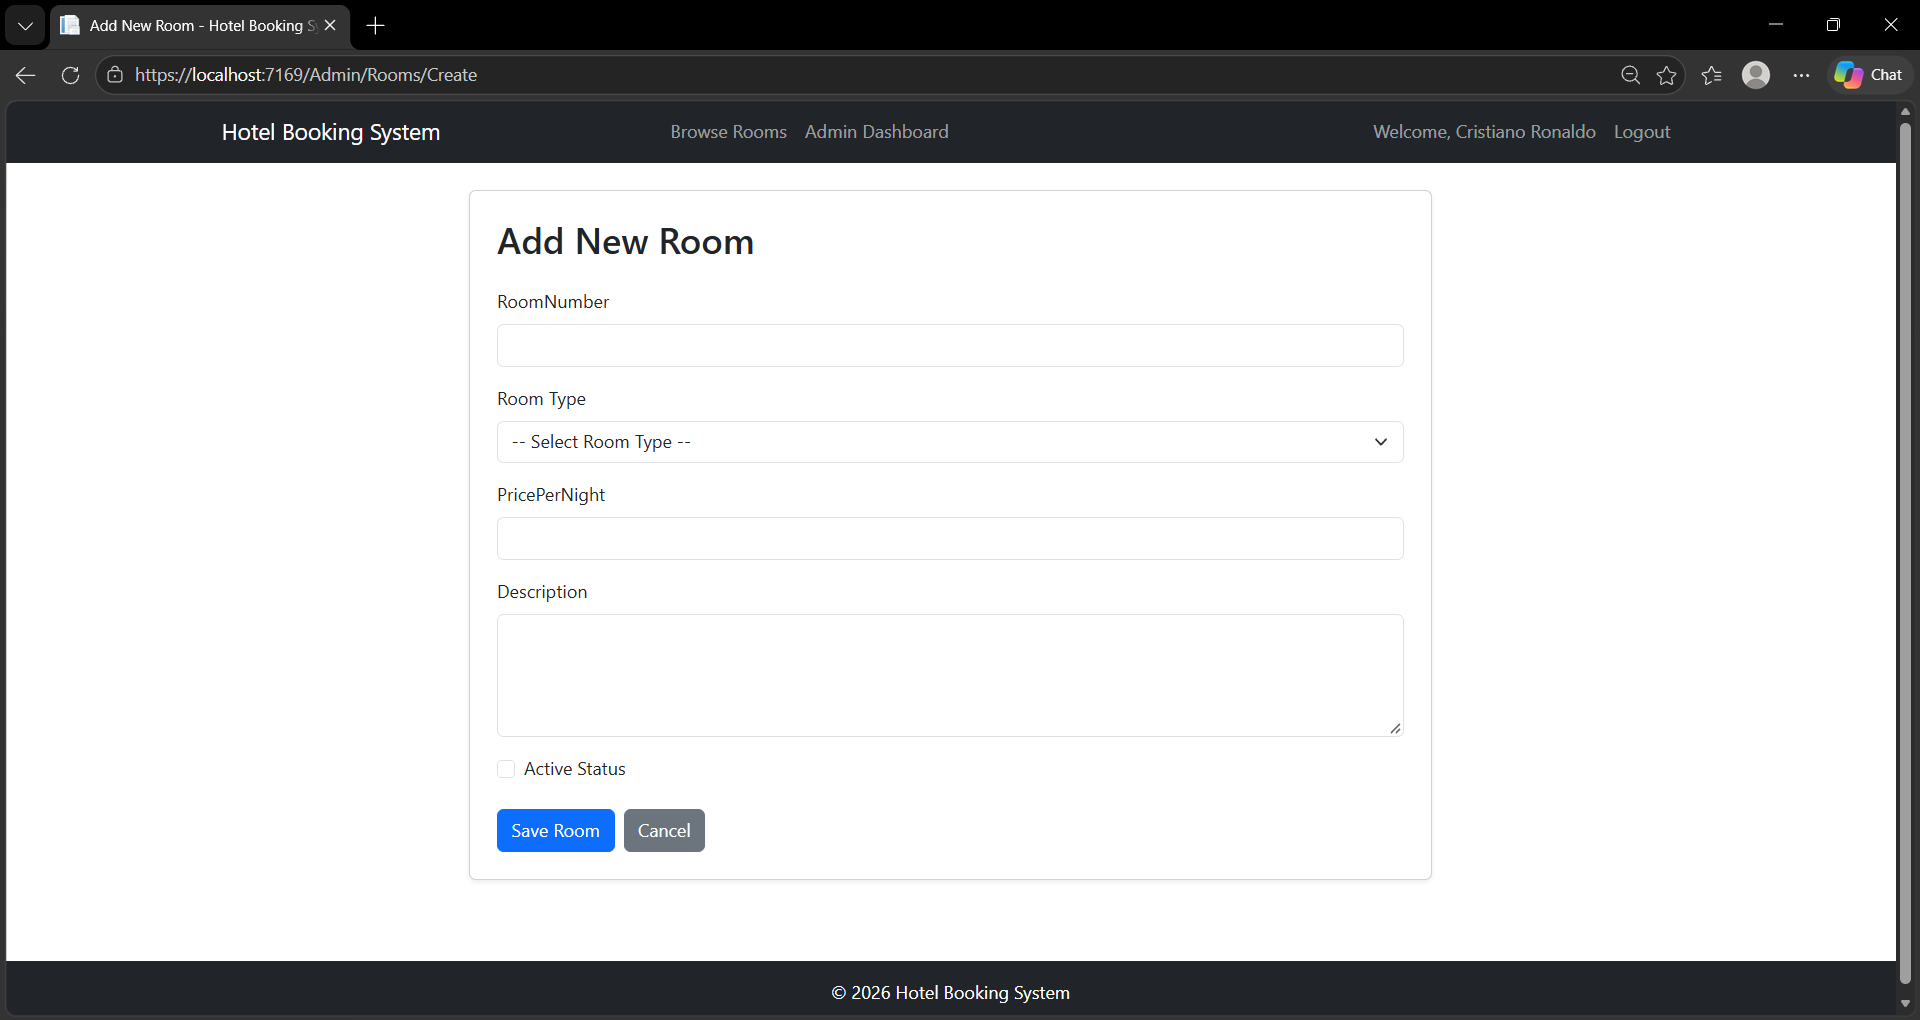 Add New Room - Hotel Booking
https://localhost:7169/Admin/Rooms/Create
Chat
Hotel Booking System
Browse Rooms
Admin Dashboard
Welcome, Cristiano Ronaldo
Logout
Add New Room
RoomNumber
Room Type
-- Select Room Type --
PricePerNight
Description
Active Status
Save Room
Cancel
© 2026 Hotel Booking System